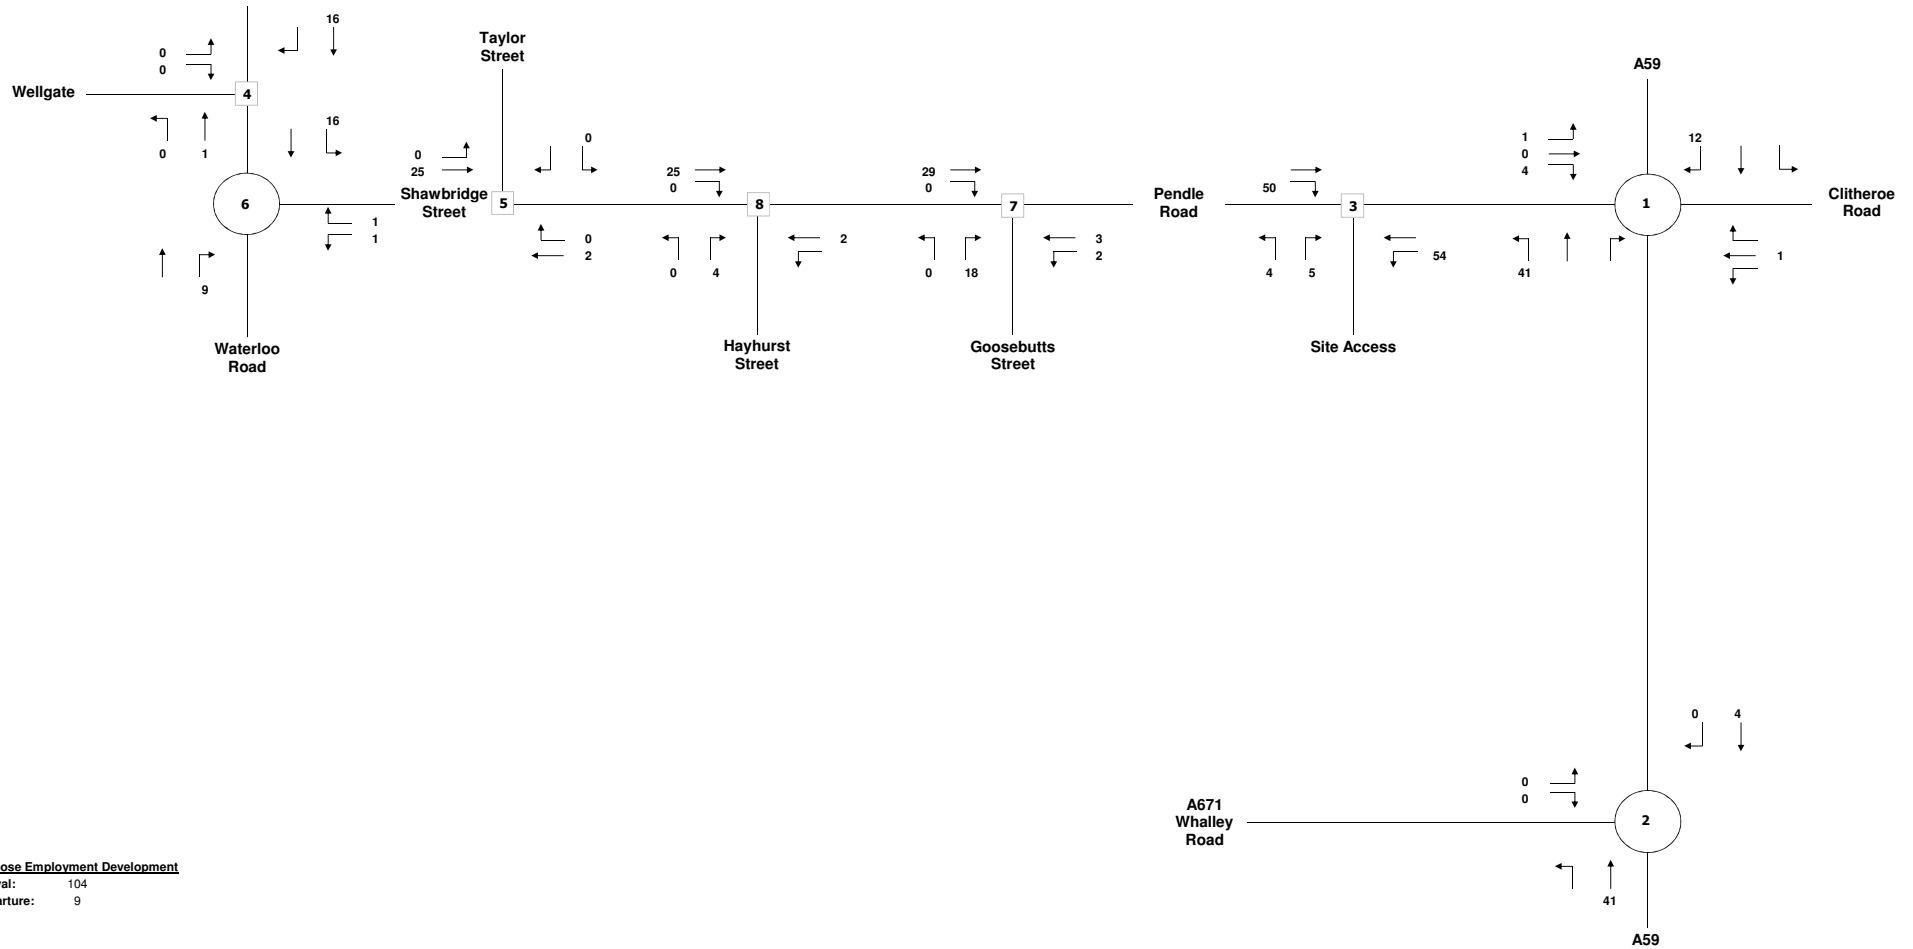 16
0
0
Wellgate
4
0
1
16
6
9
1
1
Waterloo
Road
Taylor
Street
0
25
0
Shawbridge
Street
5
0
2
25
0
8
0
4
2
Hayhurst
Street
29
0
7
0
18
3
2
Goosebutts
Street
Pendle
Road
50
3
4
5
54
Site Access
A59
1
0
4
12
1
Clitheroe
Road
41
1
0
4
A671
Whalley
Road
0
0
2
41
A59
ose Employment Development
val: 104
arture: 9